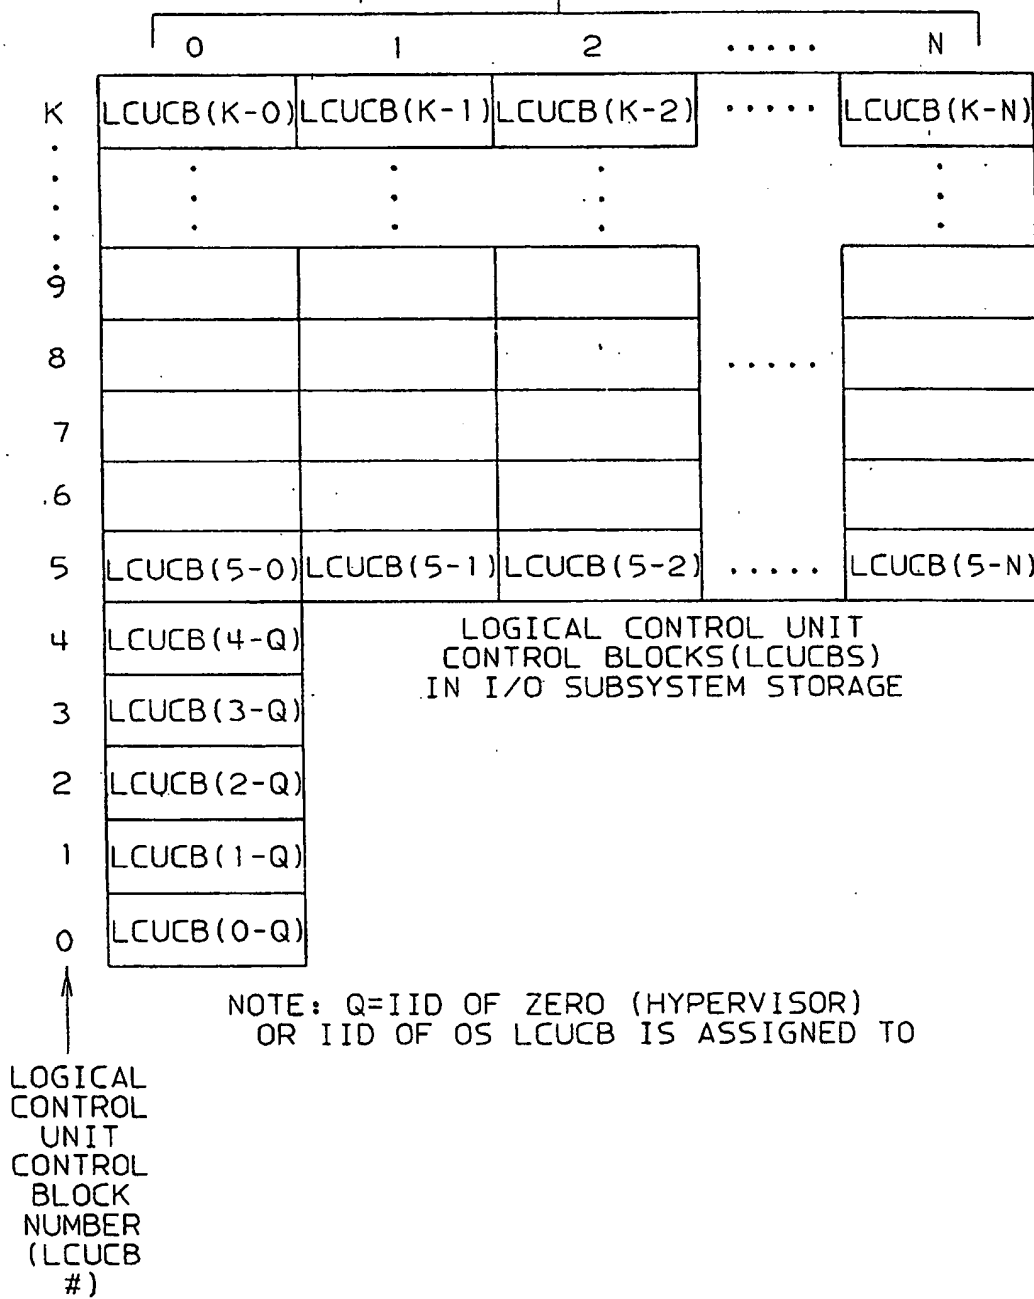 0 1 2 ..... N
K LCUCB(K-0) LCUCB(K-1) LCUCB(K-2) ..... LCUCB(K-N)
9
8 .....
7
6
5 LCUCB(5-0) LCUCB(5-1) LCUCB(5-2) ..... LCUCB(5-N)
4 LCUCB(4-Q)
LOGICAL CONTROL UNIT
CONTROL BLOCKS(LCUCBS)
IN I/O SUBSYSTEM STORAGE
3 LCUCB(3-Q)
2 LCUCB(2-Q)
1 LCUCB(1-Q)
0 LCUCB(0-Q)
NOTE: Q=IID OF ZERO (HYPERVISOR)
OR IID OF OS LCUCB IS ASSIGNED TO
LOGICAL
CONTROL
UNIT
CONTROL
BLOCK
NUMBER
(LCUCB
#)